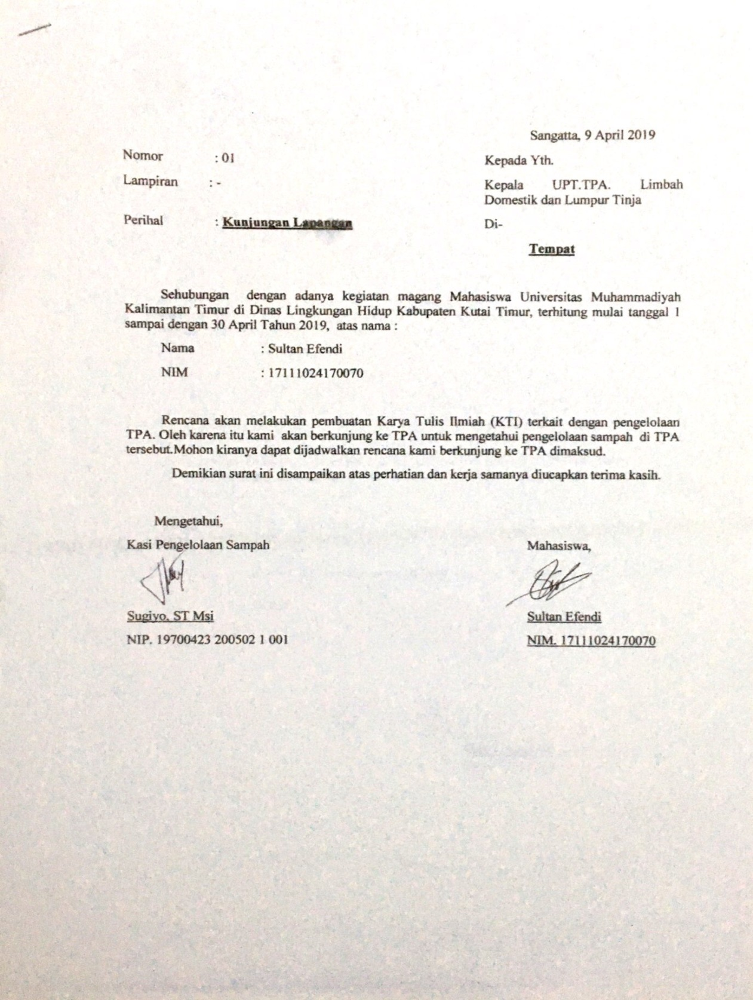 Sangatta, 9 April 2019
Nomor : 01
Kepada Yth.
Lampiran : -
Kepala UPT.TPA. Limbah
Domestik dan Lumpur Tinja
Perihal : Kunjungan Lapangan
Di-
Tempat
Sehubungan dengan adanya kegiatan magang Mahasiswa Universitas Muhammadiyah
Kalimantan Timur di Dinas Lingkungan Hidup Kabupaten Kutai Timur, terhitung mulai tanggal 1
sampai dengan 30 April Tahun 2019, atas nama :
Nama : Sultan Efendi
NIM : 17111024170070
Rencana akan melakukan pembuatan Karya Tulis Ilmiah (KTI) terkait dengan pengelolaan
TPA. Oleh karena itu kami akan berkunjung ke TPA untuk mengetahui pengelolaan sampah di TPA
tersebut.Mohon kiranya dapat dijadwalkan rencana kami berkunjung ke TPA dimaksud.
Demikian surat ini disampaikan atas perhatian dan kerja samanya diucapkan terima kasih.
Mengetahui,
Kasi Pengelolaan Sampah
Mahasiswa,
Sugiyo, ST Msi
Sultan Efendi
NIP. 19700423 200502 1 001
NIM. 17111024170070